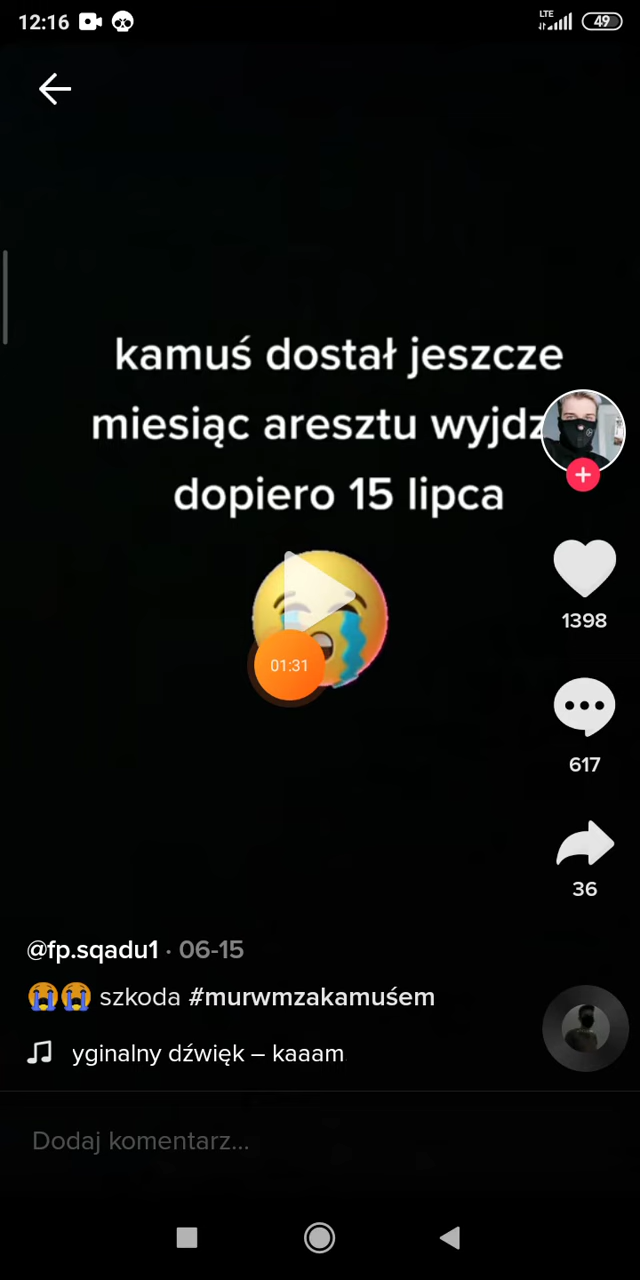 12:16
LTE
49
kamuś dostał jeszcze
miesiąc aresztu
dopiero 15 lipca
01:31
1398
617
36
@fp.sqadu1 · 06-15
😭😭 szkoda #murwmzakamuśem
yginalny dźwięk – kaaam
Dodaj komentarz...